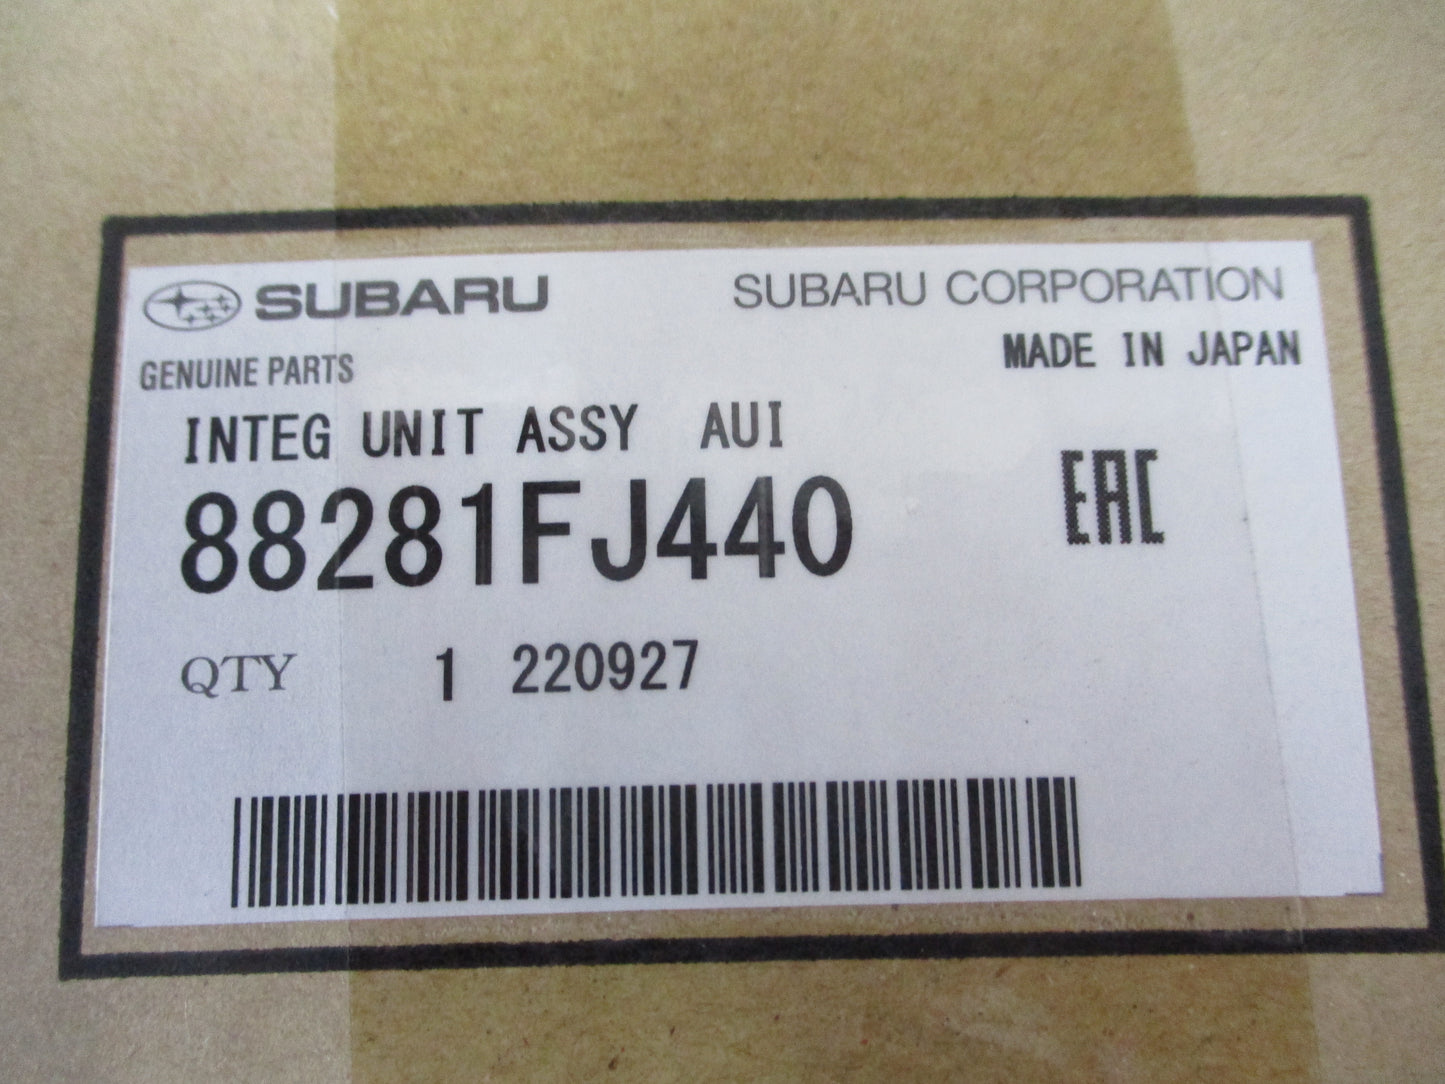 SUBARU SUBARU CORPORATION
GENUINE PARTS MADE IN JAPAN
INTEG UNIT ASSY AUI
88281FJ440 EAC
QTY 1 220927